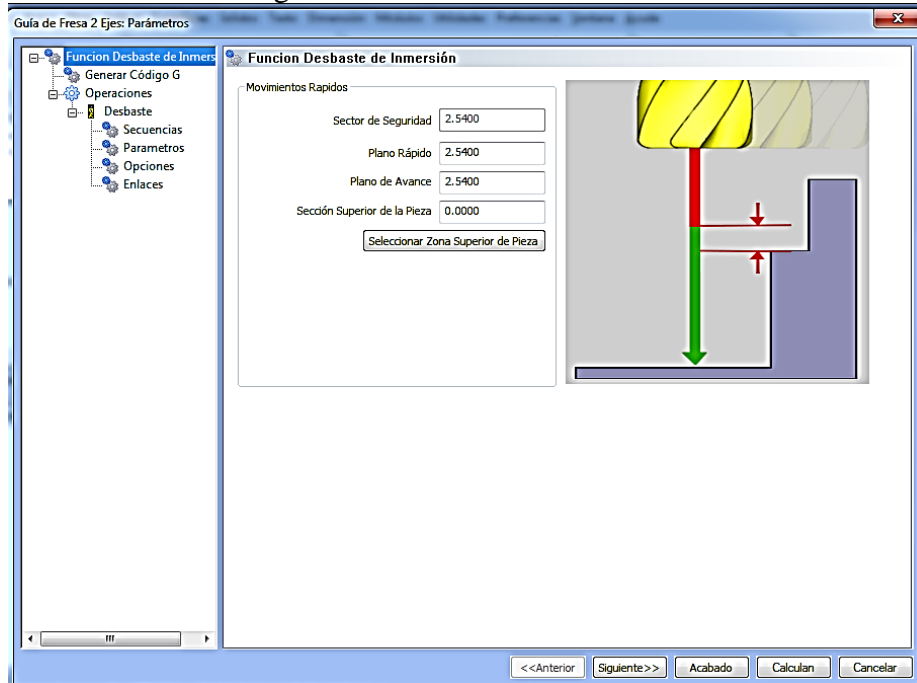 Guía de Fresa 2 Ejes: Parámetros
Funcion Desbaste de Inmers
Generar Código G
Operaciones
Desbaste
Secuencias
Parametros
Opciones
Enlaces
Funcion Desbaste de Inmersión
Movimientos Rapidos
Sector de Seguridad 2.5400
Plano Rápido 2.5400
Plano de Avance 2.5400
Sección Superior de la Pieza 0.0000
Seleccionar Zona Superior de Pieza
<<Anterior Siguiente>> Acabado Calculan Cancelar